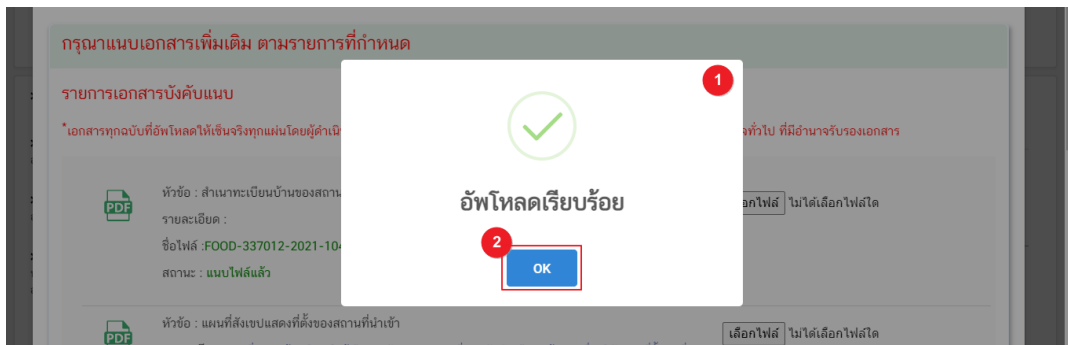 กรุณาแนบเอกสารเพิ่มเติม ตามรายการที่กำหนด
1
รายการเอกสารบังคับแนบ
*เอกสารทุกฉบับที่อัพโหลดให้เซ็นจริงทุกแผ่นโดยผู้ดำเนิ ทั่วไป ที่มีอำนาจรับรองเอกสาร
PDF
หัวข้อ : สำเนาทะเบียนบ้านของสถาน
อัพโหลดเรียบร้อย
ไม่ได้เลือกไฟล์ใด
รายละเอียด :
ชื่อไฟล์ :FOOD-337012-2021-104
2
OK
สถานะ : แนบไฟล์แล้ว
PDF
หัวข้อ : แผนที่สังเขปแสดงที่ตั้งของสถานที่นำเข้า
เลือกไฟล์ ไม่ได้เลือกไฟล์ใด